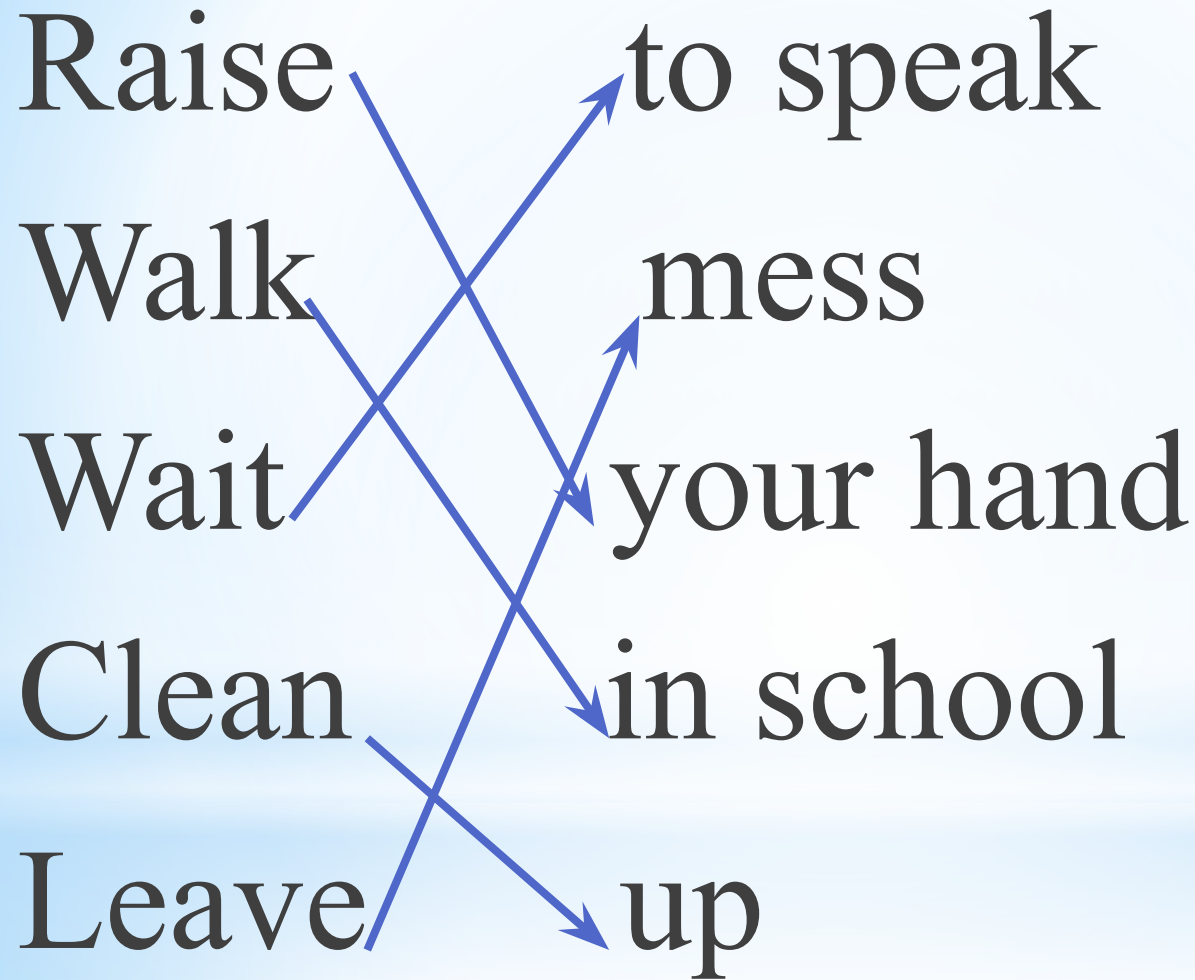 Raise to speak
Walk mess
Wait your hand
Clean in school
Leave up